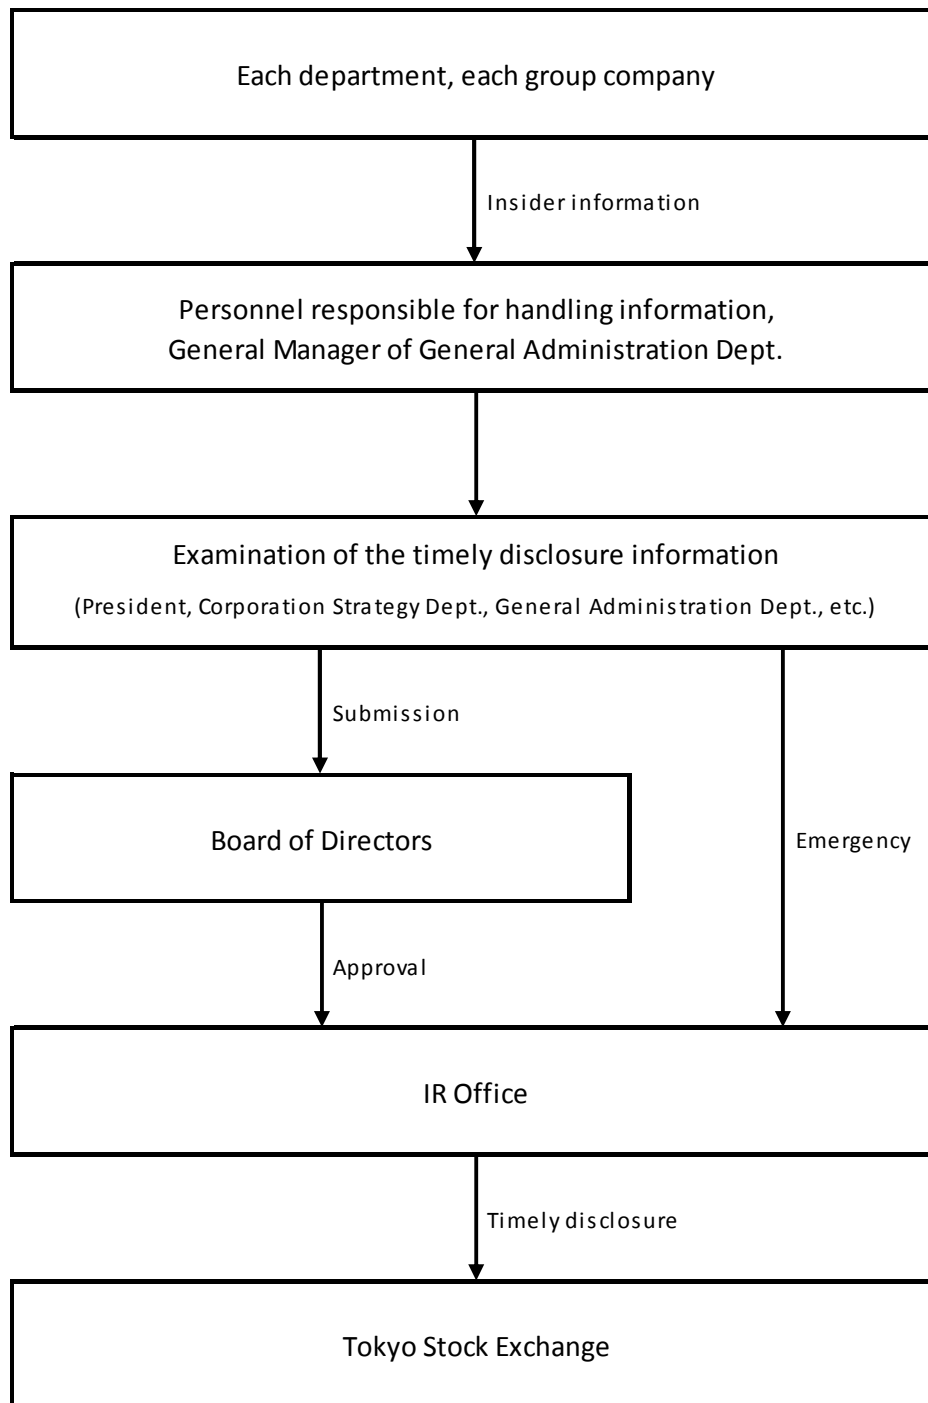 Each department, each group company
Insider information
Personnel responsible for handling information,
General Manager of General Administration Dept.
Examination of the timely disclosure information
(President, Corporation Strategy Dept., General Administration Dept., etc.)
Submission
Board of Directors
Emergency
Approval
IR Office
Timely disclosure
Tokyo Stock Exchange